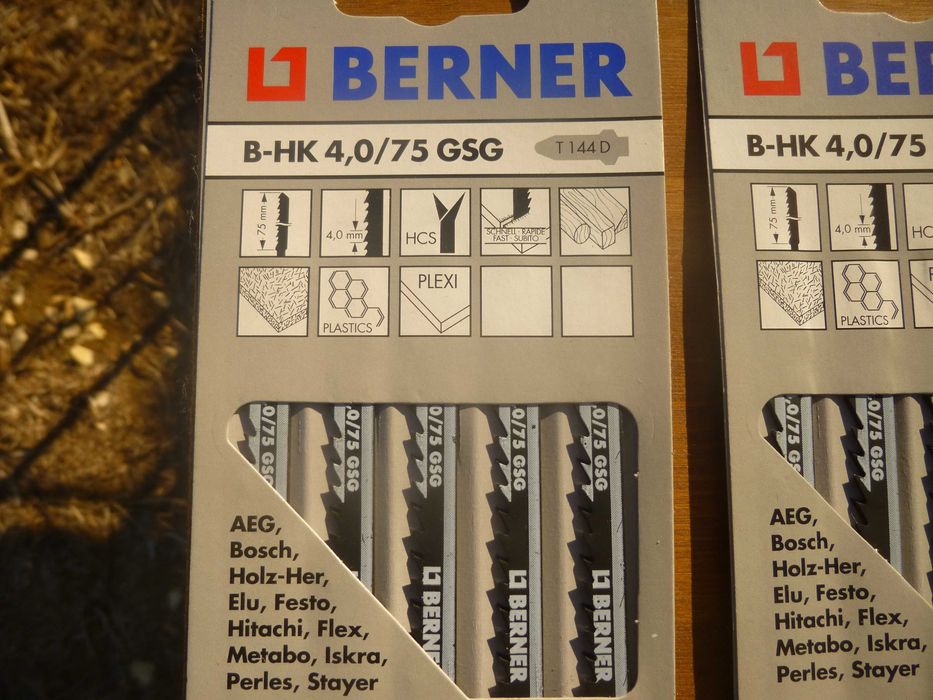 BERNER
B-HK 4,0/75 GSG
T 144 D
75 mm
4,0 mm
HCS
SCHNELL · RAPIDE
FAST · SUBITO
PLASTICS
PLEXI
0/75 GSG
0/75 GSG
0/75 GSG
0/75 GSG
0/75 GSG
BERNE
BERNER
BERNER
AEG,
Bosch,
Holz-Her,
Elu, Festo,
Hitachi, Flex,
Metabo, Iskra,
Perles, Stayer
BE
B-HK 4,0/75
75 mm
4,0 mm
HC
PLASTICS
0/75 GSG
0/75 GSG
AEG,
Bosch,
Holz-Her,
Elu, Festo,
Hitachi, Flex,
Metabo, Iskra,
Perles, Stayer